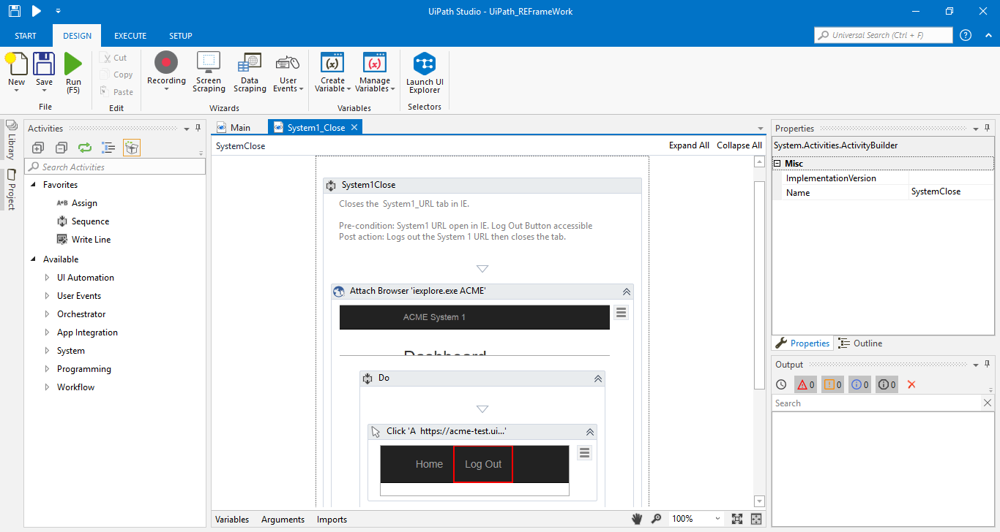 UiPath Studio - UiPath_REFrameWork
START DESIGN EXECUTE SETUP
Universal Search (Ctrl + F)
New Save Run (F5)
Cut
Copy
Paste
Recording Screen Scraping Data Scraping User Events
Create Variable Manage Variables
Launch UI Explorer
File Edit Wizards Variables Selectors
Library
Project
Activities
Search Activities
Favorites
A+B Assign
Sequence
Write Line
Available
UI Automation
User Events
Orchestrator
App Integration
System
Programming
Workflow
Main System1_Close
SystemClose Expand All Collapse All
System1Close
Closes the System1_URL tab in IE.
Pre-condition: System1 URL open in IE. Log Out Button accessible
Post action: Logs out the System 1 URL then closes the tab.
Attach Browser 'iexplore.exe ACME'
ACME System 1
Dashboard
Do
Click 'A https://acme-test.ui...'
Home Log Out
Variables Arguments Imports 100%
Properties
System.Activities.ActivityBuilder
Misc
ImplementationVersion
Name SystemClose
Properties Outline
Output
0 0 0 0
Search